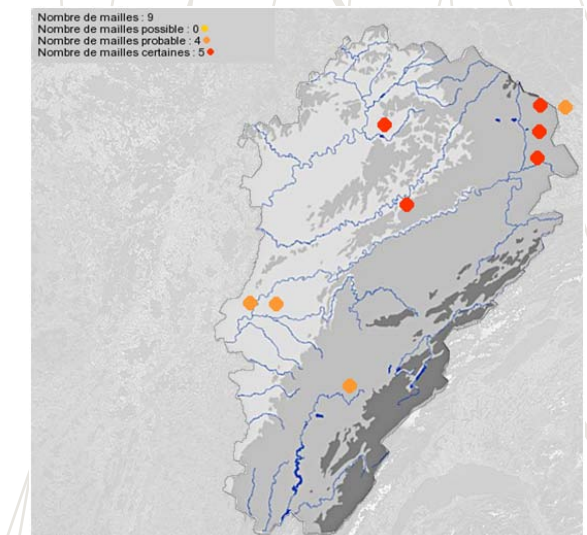 Nombre de mailles : 9
Nombre de mailles possible : 0
Nombre de mailles probable : 4
Nombre de mailles certaines : 5